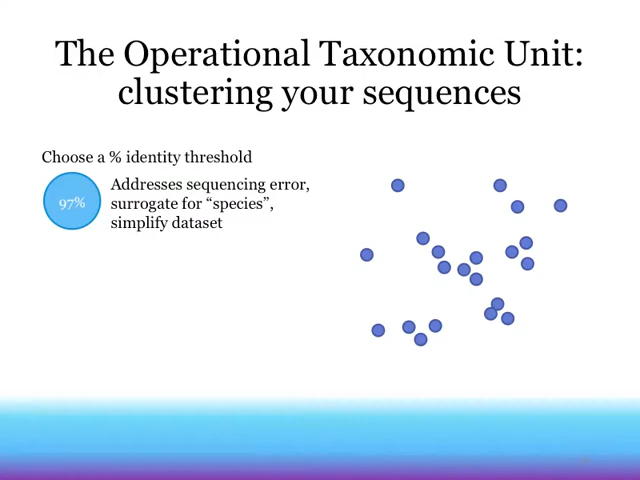 The Operational Taxonomic Unit:
clustering your sequences
Choose a % identity threshold
97%
Addresses sequencing error,
surrogate for “species”,
simplify dataset